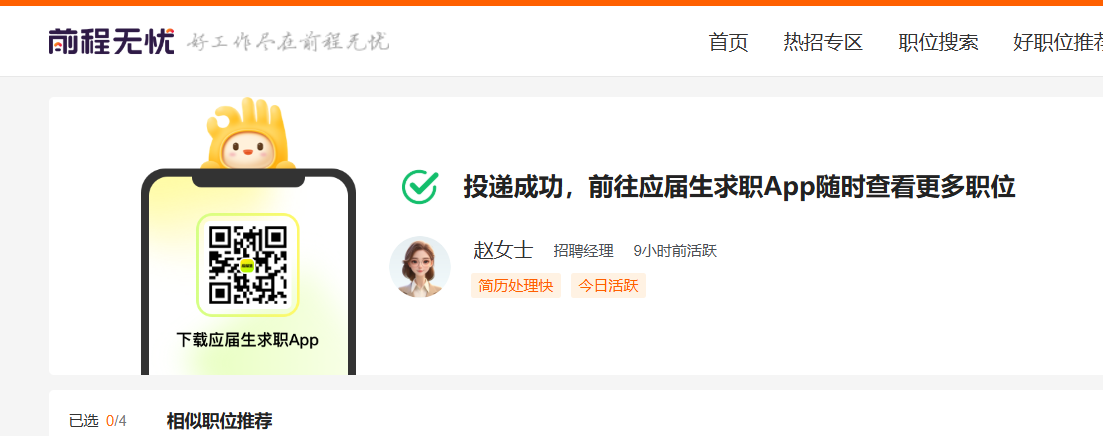 前程无忧 好工作尽在前程无忧
首页 热招专区 职位搜索 好职位推荐
投递成功，前往应届生求职App随时查看更多职位
赵女士 招聘经理 9小时前活跃
简历处理快 今日活跃
下载应届生求职App
已选 0/4 相似职位推荐